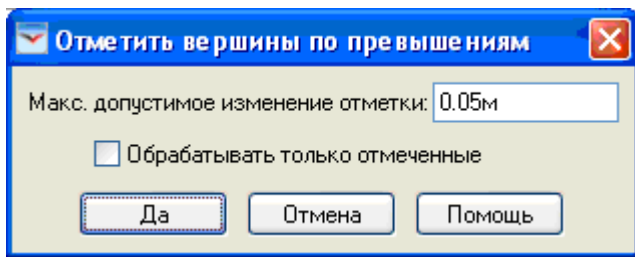 Отметить вершины по превышениям
Макс. допустимое изменение отметки: 0.05м
Обрабатывать только отмеченные
Да Отмена Помощь